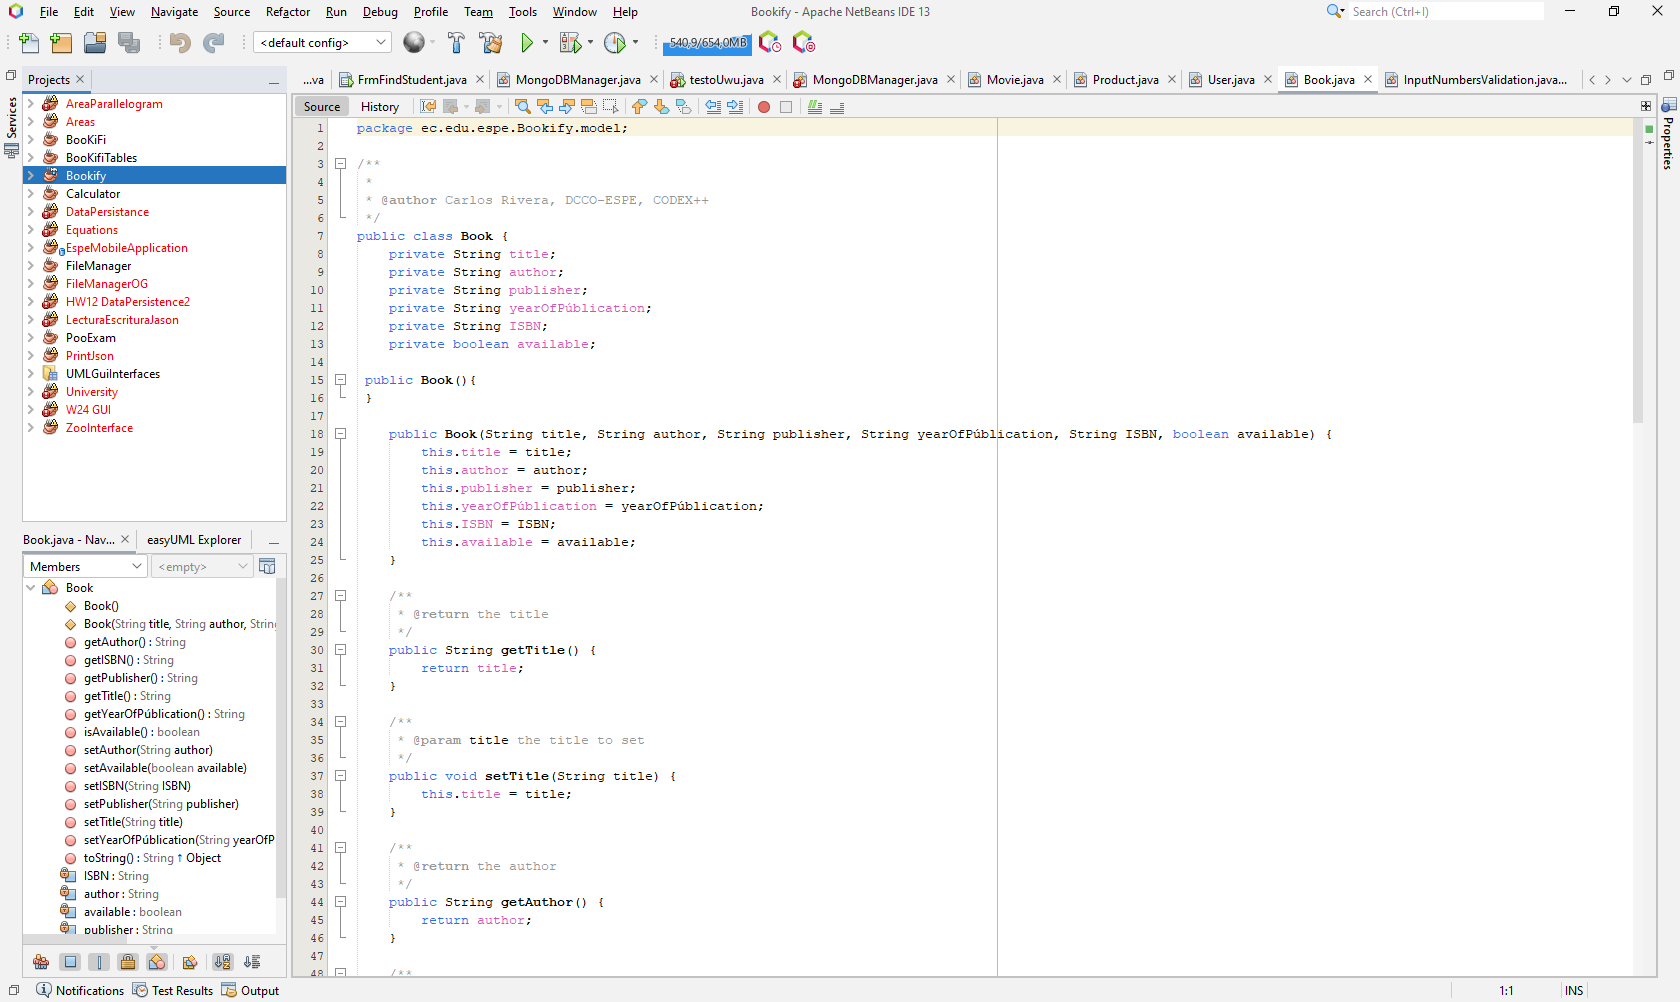 File Edit View Navigate Source Refactor Run Debug Profile Team Tools Window Help Bookify - Apache NetBeans IDE 13 Search (Ctrl+I)
<default config> 540,9/654,0MB
Projects
...va FrmFindStudent.java MongoDBManager.java testoUwu.java MongoDBManager.java Movie.java Product.java User.java Book.java InputNumbersValidation.java...
Source History
Services
Properties
AreaParallelogram
Areas
BooKiFi
BooKifiTables
Bookify
Calculator
DataPersistance
Equations
EspeMobileApplication
FileManager
FileManagerOG
HW12 DataPersistence2
LecturaEscrituraJason
PooExam
PrintJson
UMLGuiInterfaces
University
W24 GUI
ZooInterface
Book.java - Nav... easyUML Explorer
Members <empty>
Book
Book()
Book(String title, String author, String
getAuthor() : String
getISBN() : String
getPublisher() : String
getTitle() : String
getYearOfPúblication() : String
isAvailable() : boolean
setAuthor(String author)
setAvailable(boolean available)
setISBN(String ISBN)
setPublisher(String publisher)
setTitle(String title)
setYearOfPúblication(String yearOfP
toString() : String ↑ Object
ISBN : String
author : String
available : boolean
publisher : String
1 package ec.edu.espe.Bookify.model;
2
3 /**
4 *
5 * @author Carlos Rivera, DCCO-ESPE, CODEX++
6 */
7 public class Book {
8 private String title;
9 private String author;
10 private String publisher;
11 private String yearOfPúblication;
12 private String ISBN;
13 private boolean available;
14
15 public Book(){
16 }
17
18 public Book(String title, String author, String publisher, String yearOfPúblication, String ISBN, boolean available) {
19 this.title = title;
20 this.author = author;
21 this.publisher = publisher;
22 this.yearOfPúblication = yearOfPúblication;
23 this.ISBN = ISBN;
24 this.available = available;
25 }
26
27 /**
28 * @return the title
29 */
30 public String getTitle() {
31 return title;
32 }
33
34 /**
35 * @param title the title to set
36 */
37 public void setTitle(String title) {
38 this.title = title;
39 }
40
41 /**
42 * @return the author
43 */
44 public String getAuthor() {
45 return author;
46 }
47
48 /**
Notifications Test Results Output 1:1 INS